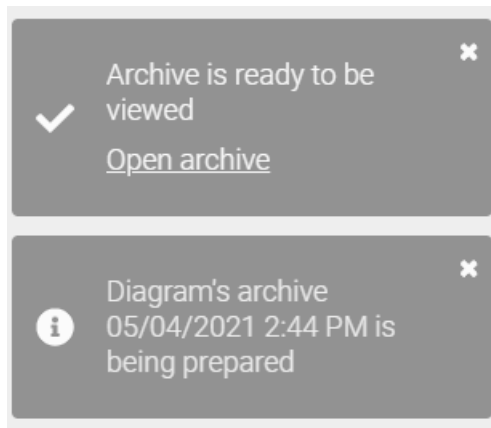 Archive is ready to be
viewed
Open archive
Diagram's archive
05/04/2021 2:44 PM is
being prepared